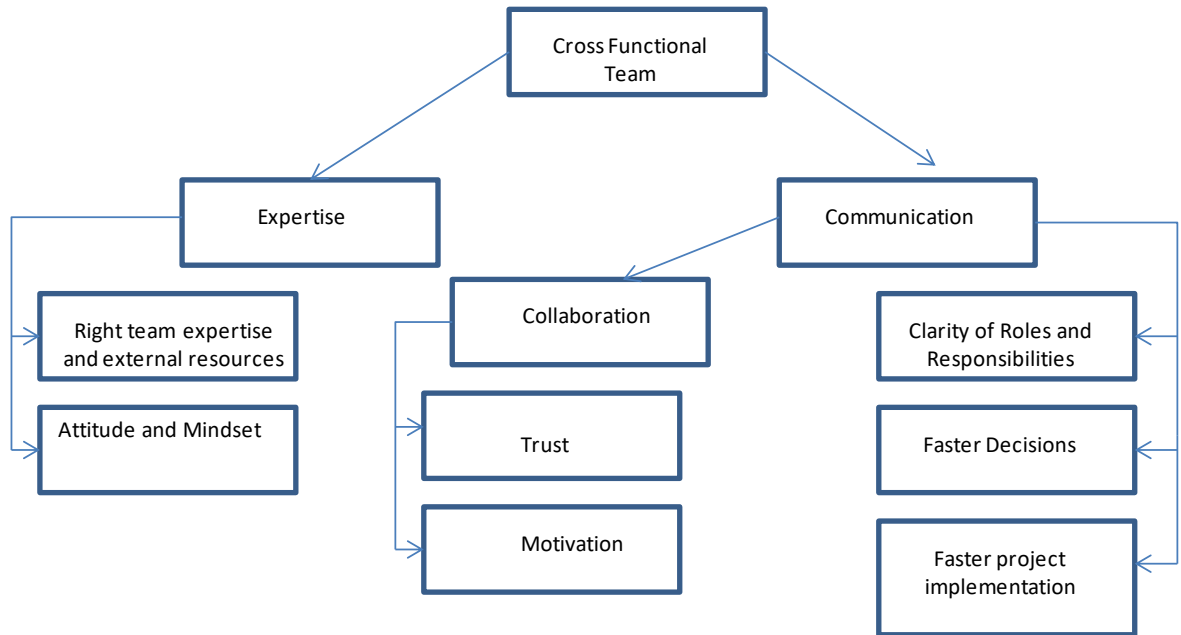 Cross Functional
Team
Expertise
Communication
Collaboration
Right team expertise
and external resources
Clarity of Roles and
Responsibilities
Attitude and Mindset
Trust
Faster Decisions
Motivation
Faster project
implementation